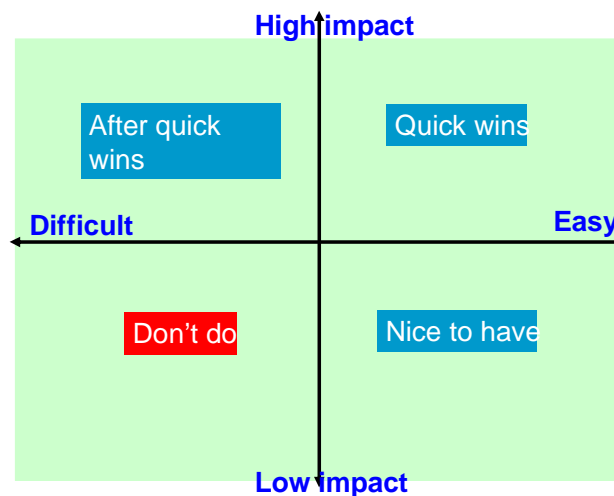 High impact
After quick
wins
Quick wins
Difficult
Easy
Don't do
Nice to have
Low impact